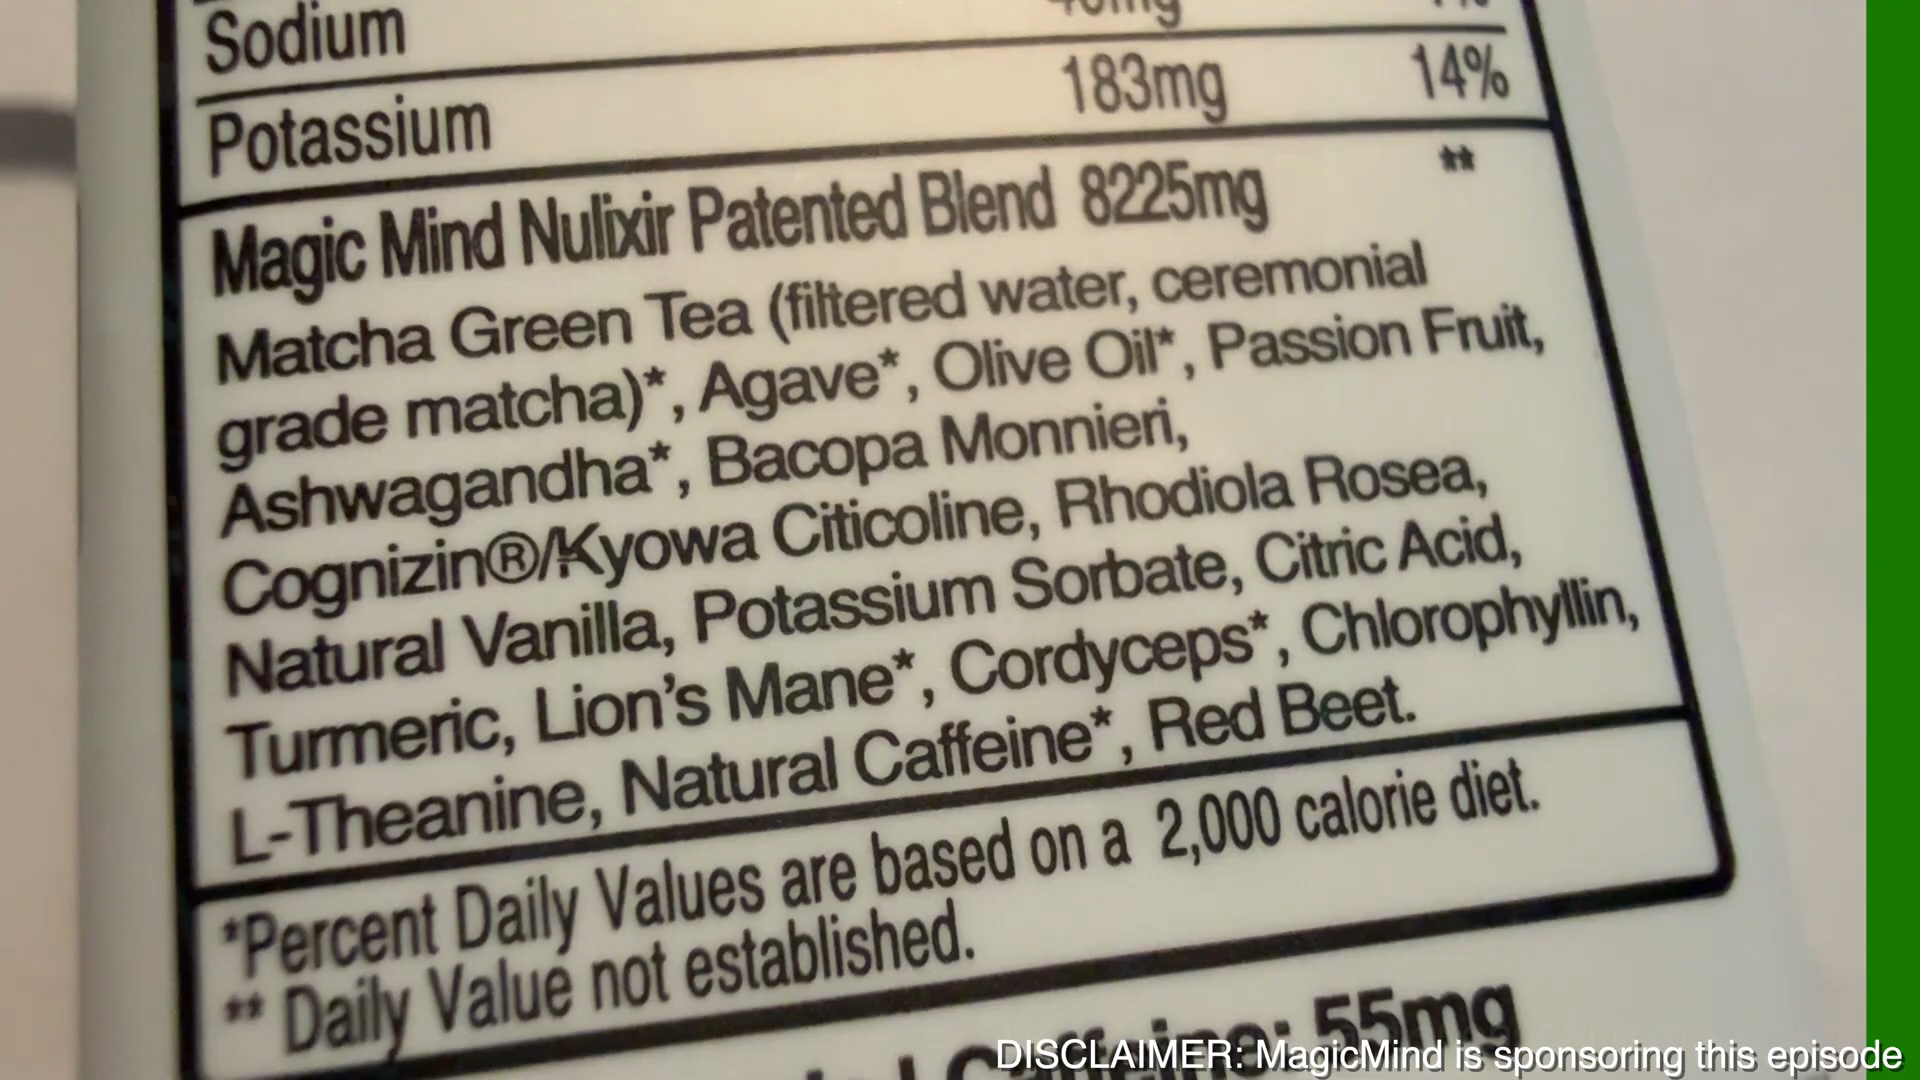 Sodium
Potassium 183mg 14%
Magic Mind Nulixir Patented Blend 8225mg **
Matcha Green Tea (filtered water, ceremonial
grade matcha)*, Agave*, Olive Oil*, Passion Fruit,
Ashwagandha*, Bacopa Monnieri,
Cognizin®/Kyowa Citicoline, Rhodiola Rosea,
Natural Vanilla, Potassium Sorbate, Citric Acid,
Turmeric, Lion's Mane*, Cordyceps*, Chlorophyllin,
L-Theanine, Natural Caffeine*, Red Beet.
*Percent Daily Values are based on a 2,000 calorie diet.
** Daily Value not established.
Caffeine: 55mg
DISCLAIMER: MagicMind is sponsoring this episode